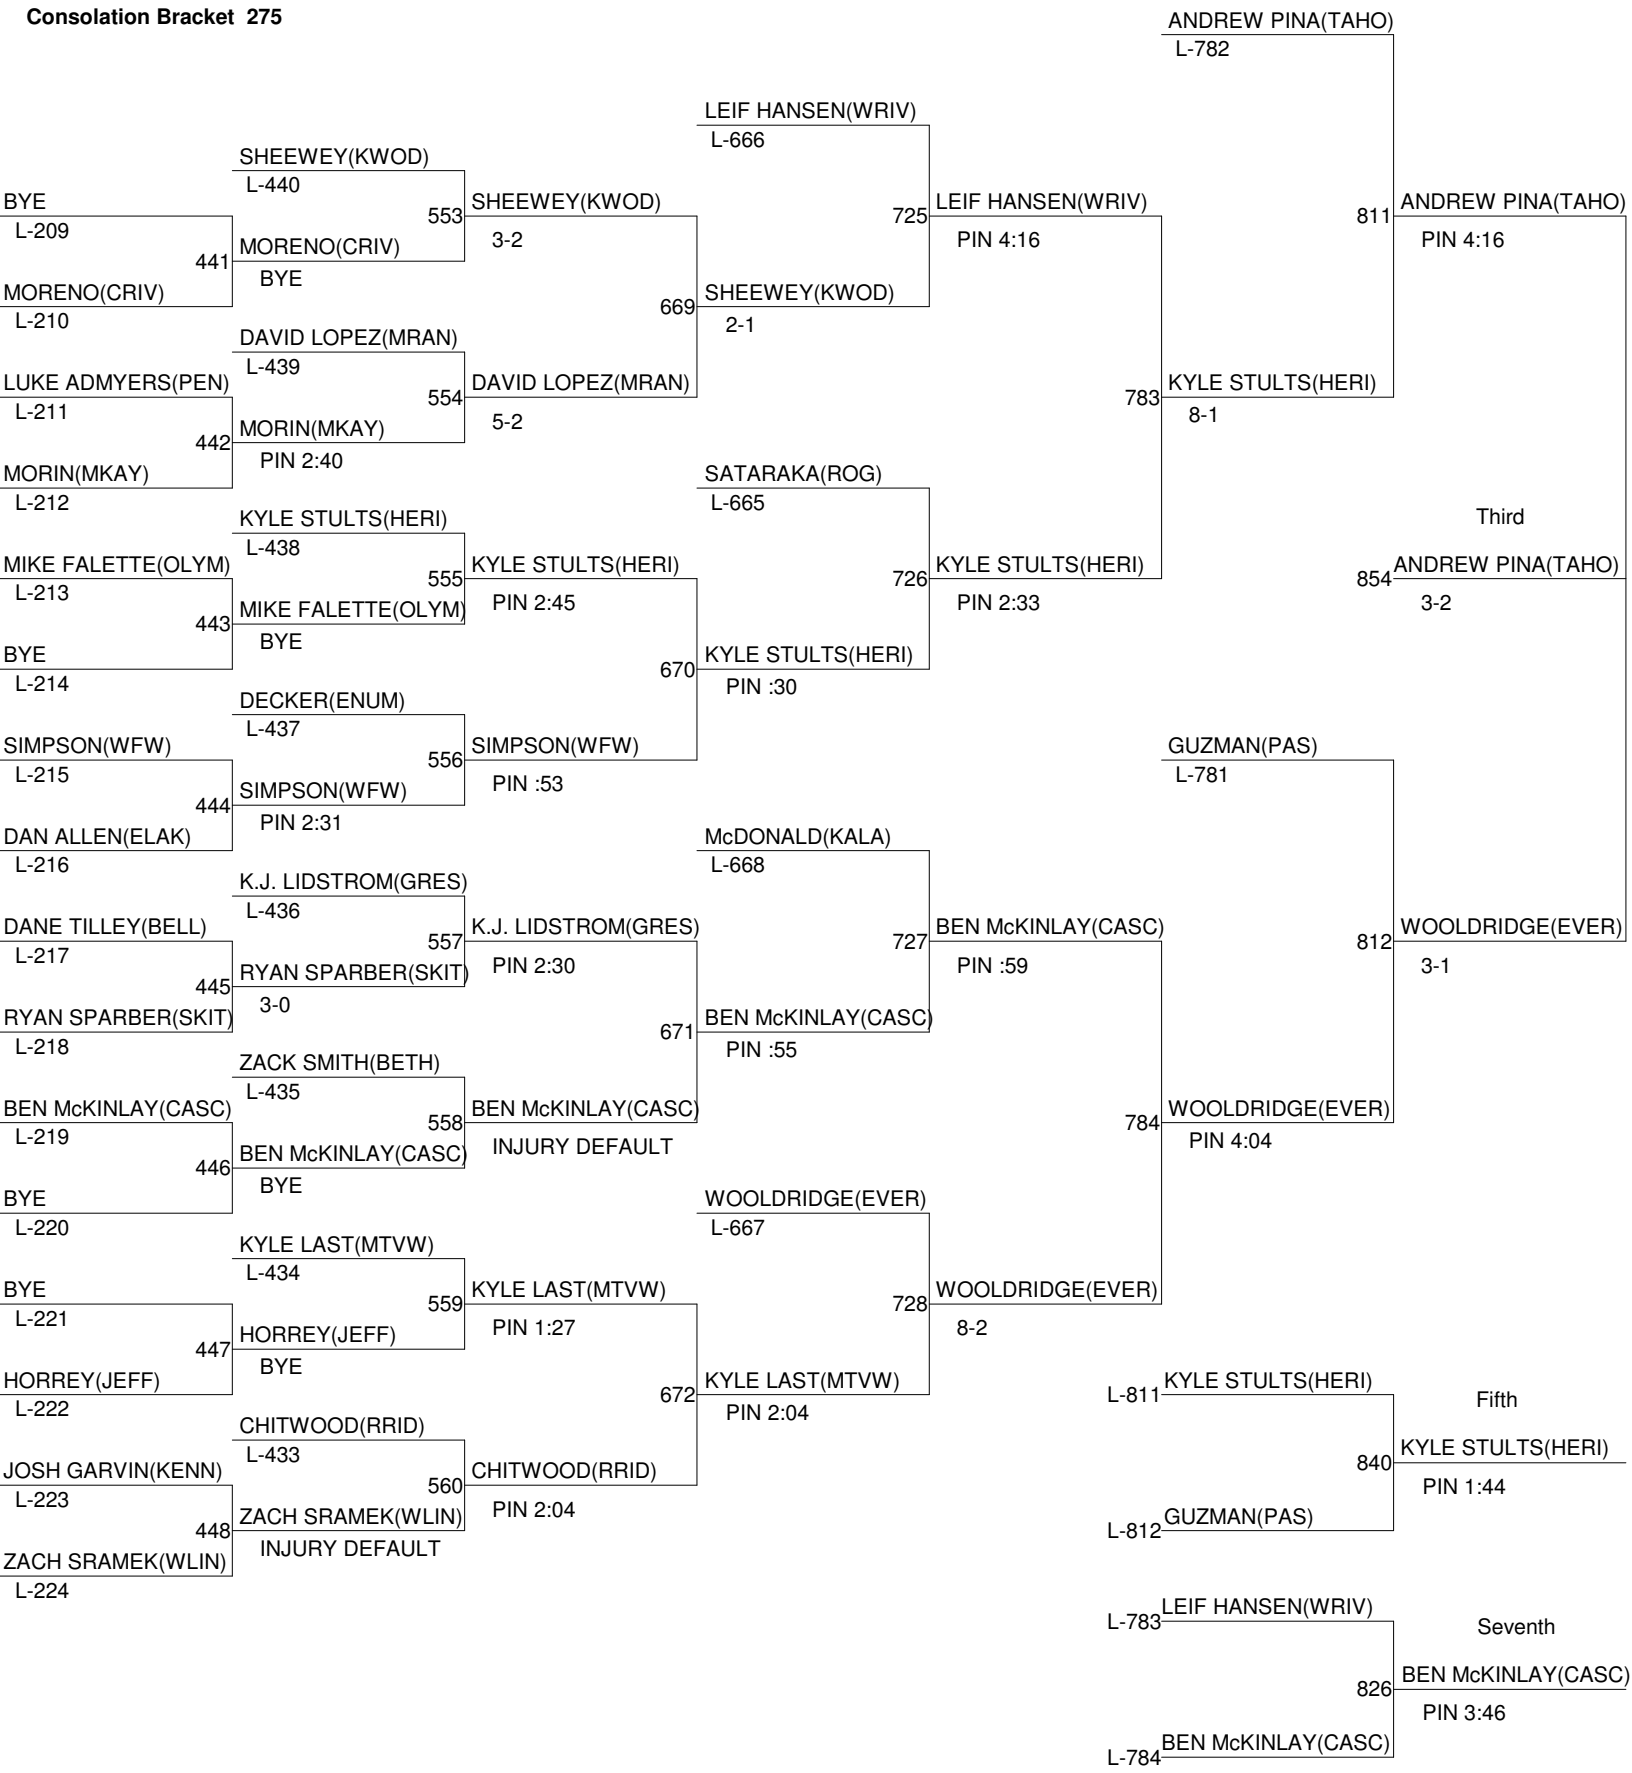 Consolation Bracket 275
ANDREW PINA(TAHO)
L-782
LEIF HANSEN(WRIV)
L-666
SHEEWEY(KWOD)
L-440
BYE
L-209
553
SHEEWEY(KWOD)
3-2
725
LEIF HANSEN(WRIV)
PIN 4:16
811
ANDREW PINA(TAHO)
PIN 4:16
441
MORENO(CRIV)
BYE
MORENO(CRIV)
L-210
669
SHEEWEY(KWOD)
2-1
DAVID LOPEZ(MRAN)
L-439
LUKE ADMYERS(PEN)
L-211
554
DAVID LOPEZ(MRAN)
5-2
783
KYLE STULTS(HERI)
8-1
442
MORIN(MKAY)
PIN 2:40
MORIN(MKAY)
L-212
SATARAKA(ROG)
L-665
KYLE STULTS(HERI)
L-438
Third
MIKE FALETTE(OLYM)
L-213
555
KYLE STULTS(HERI)
PIN 2:45
726
KYLE STULTS(HERI)
PIN 2:33
854
ANDREW PINA(TAHO)
3-2
443
MIKE FALETTE(OLYM)
BYE
BYE
L-214
670
KYLE STULTS(HERI)
PIN :30
DECKER(ENUM)
L-437
SIMPSON(WFW)
L-215
556
SIMPSON(WFW)
PIN :53
GUZMAN(PAS)
L-781
444
SIMPSON(WFW)
PIN 2:31
DAN ALLEN(ELAK)
L-216
McDONALD(KALA)
L-668
K.J. LIDSTROM(GRES)
L-436
DANE TILLEY(BELL)
L-217
557
K.J. LIDSTROM(GRES)
PIN 2:30
727
BEN McKINLAY(CASC)
PIN :59
812
WOOLDRIDGE(EVER)
3-1
445
RYAN SPARBER(SKIT)
3-0
RYAN SPARBER(SKIT)
L-218
671
BEN McKINLAY(CASC)
PIN :55
ZACK SMITH(BETH)
L-435
BEN McKINLAY(CASC)
L-219
558
BEN McKINLAY(CASC)
INJURY DEFAULT
784
WOOLDRIDGE(EVER)
PIN 4:04
446
BEN McKINLAY(CASC)
BYE
BYE
L-220
WOOLDRIDGE(EVER)
L-667
KYLE LAST(MTVW)
L-434
BYE
L-221
559
KYLE LAST(MTVW)
PIN 1:27
728
WOOLDRIDGE(EVER)
8-2
447
HORREY(JEFF)
BYE
HORREY(JEFF)
L-222
672
KYLE LAST(MTVW)
PIN 2:04
L-811
KYLE STULTS(HERI)
Fifth
CHITWOOD(RRID)
L-433
JOSH GARVIN(KENN)
L-223
560
CHITWOOD(RRID)
PIN 2:04
840
KYLE STULTS(HERI)
PIN 1:44
448
ZACH SRAMEK(WLIN)
INJURY DEFAULT
L-812
GUZMAN(PAS)
ZACH SRAMEK(WLIN)
L-224
L-783
LEIF HANSEN(WRIV)
Seventh
826
BEN McKINLAY(CASC)
PIN 3:46
L-784
BEN McKINLAY(CASC)